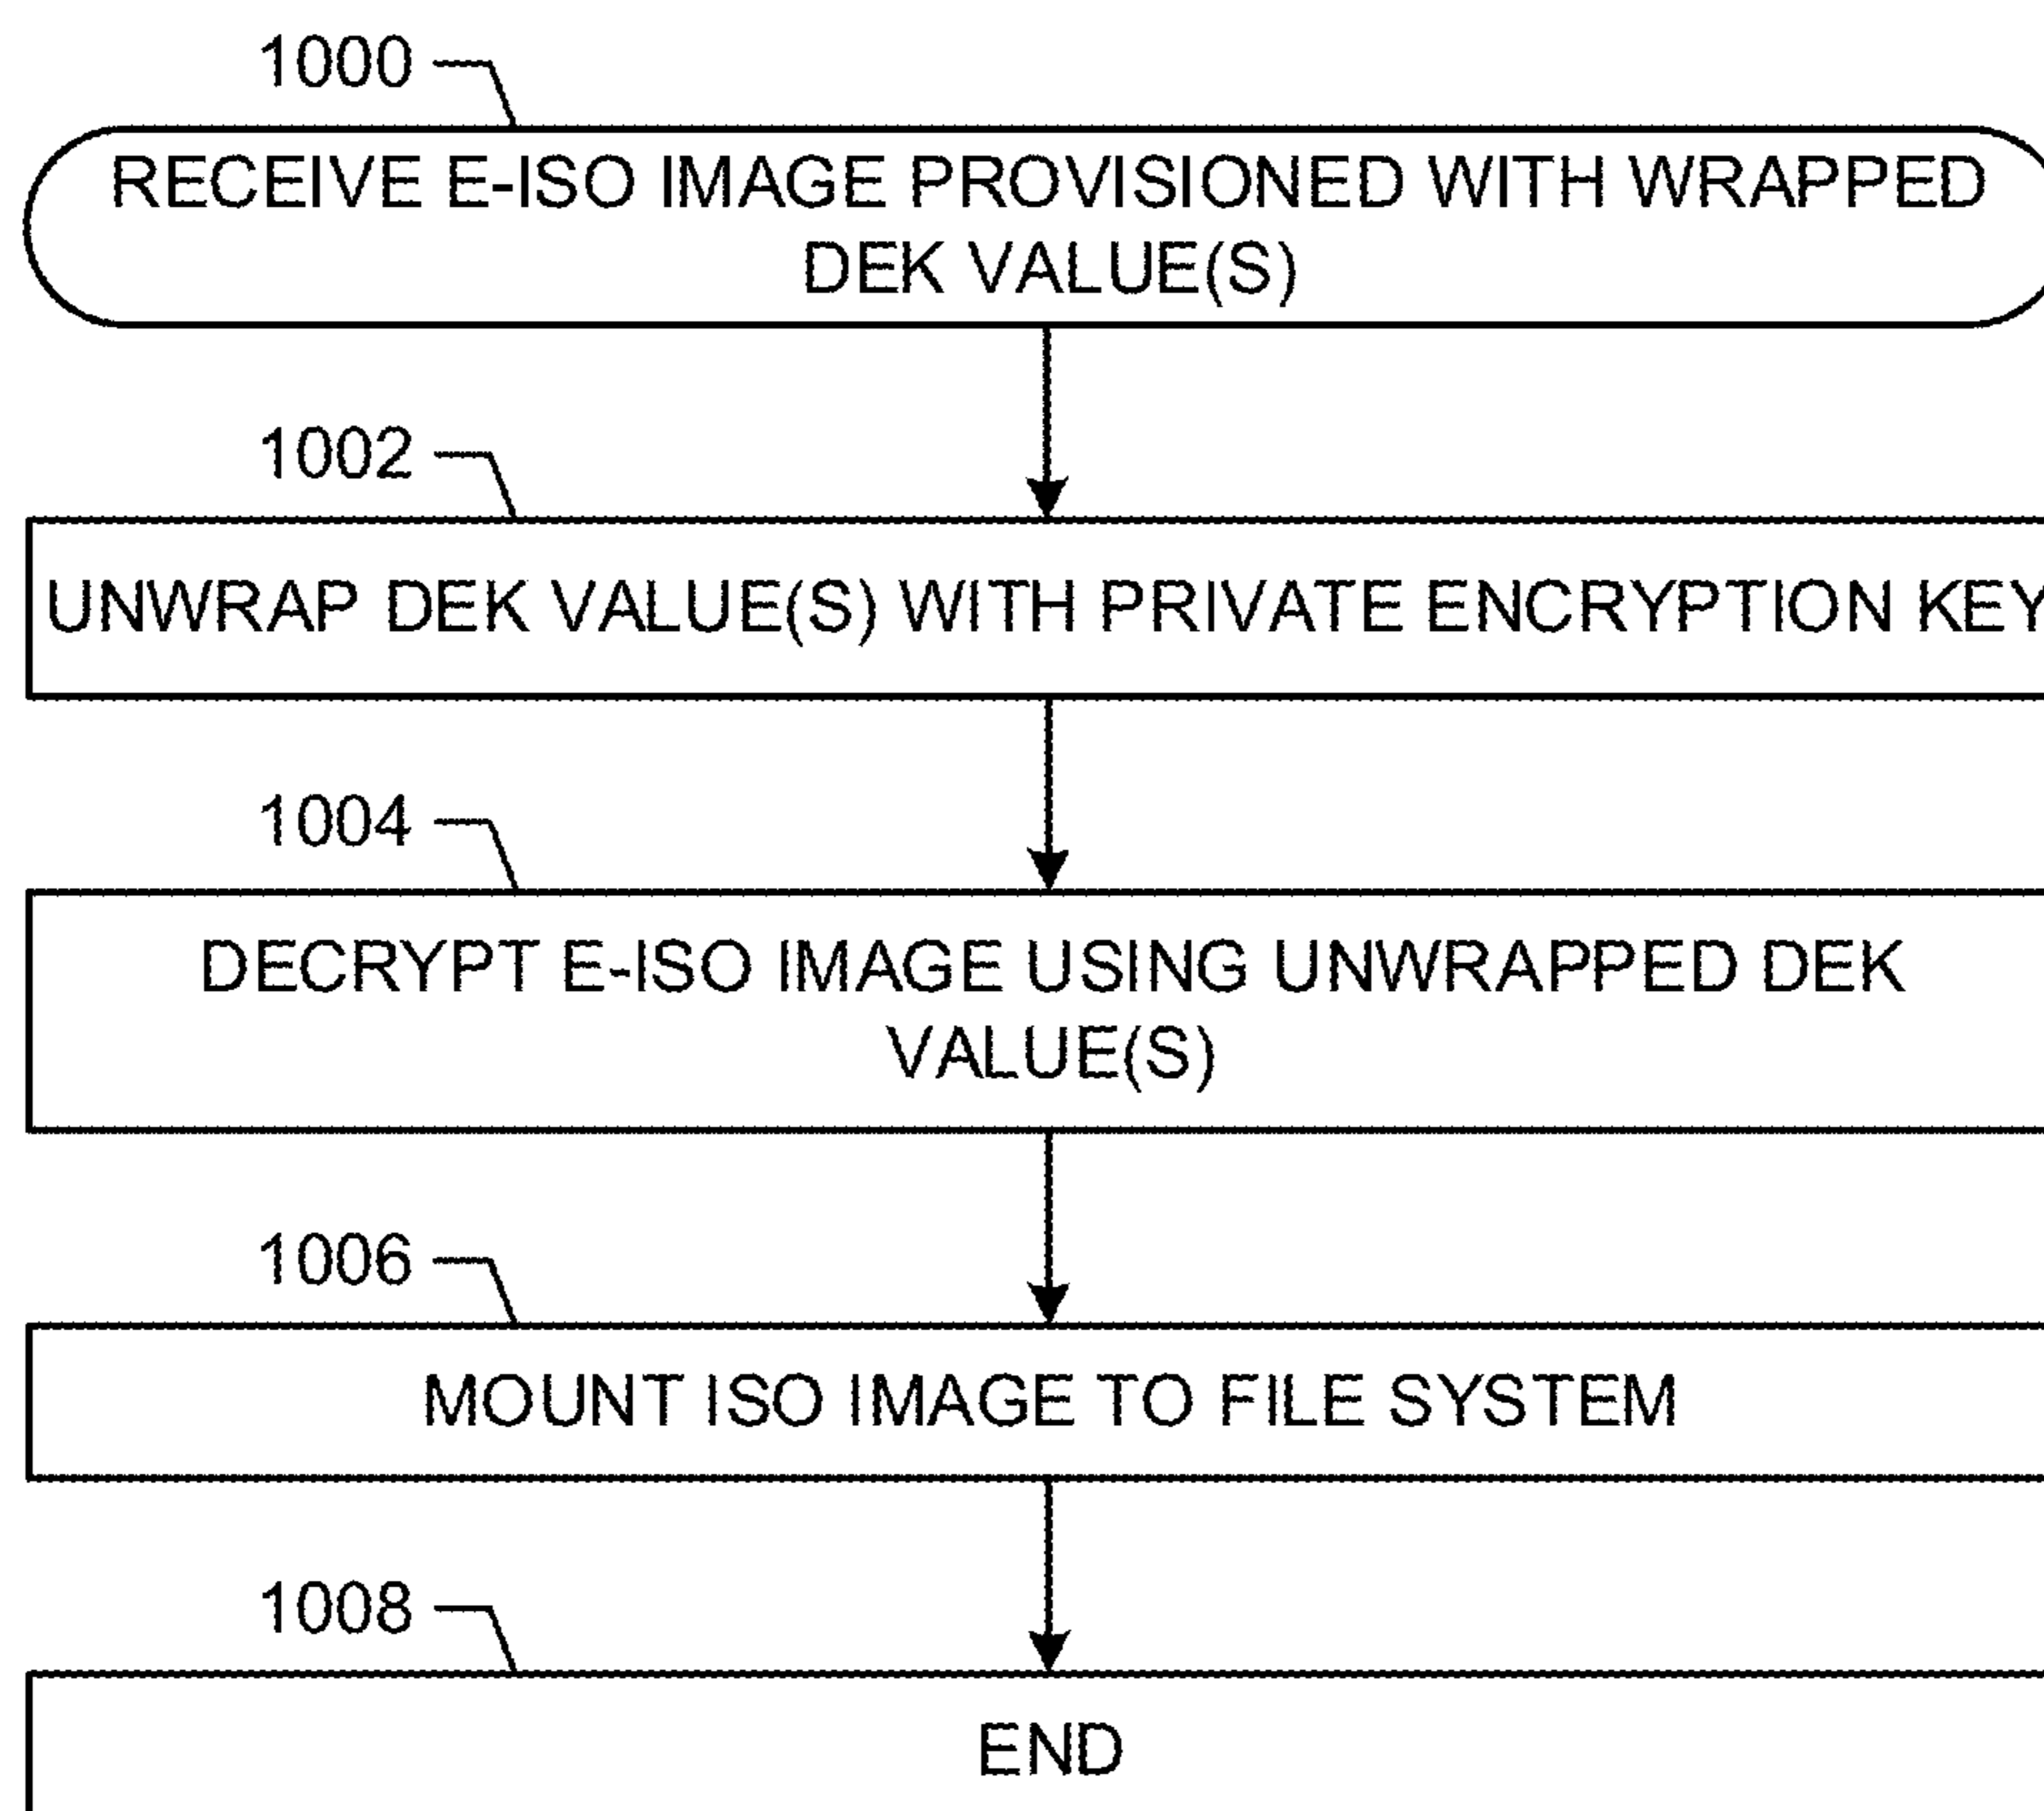 1000
RECEIVE E-ISO IMAGE PROVISIONED WITH WRAPPED
DEK VALUE(S)
1002
UNWRAP DEK VALUE(S) WITH PRIVATE ENCRYPTION KEY
1004
DECRYPT E-ISO IMAGE USING UNWRAPPED DEK
VALUE(S)
1006
MOUNT ISO IMAGE TO FILE SYSTEM
1008
END